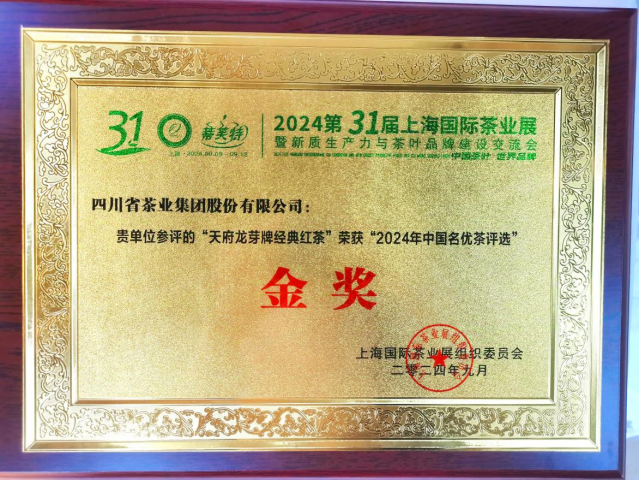 31
2024第31届上海国际茶业展
暨新质生产力与茶叶品牌建设交流会
中国茶叶·世界品牌
四川省茶业集团股份有限公司：
贵单位参评的“天府龙芽牌经典红茶”荣获“2024年中国名优茶评选”
金奖
上海国际茶业展组织委员会
二零二四年九月